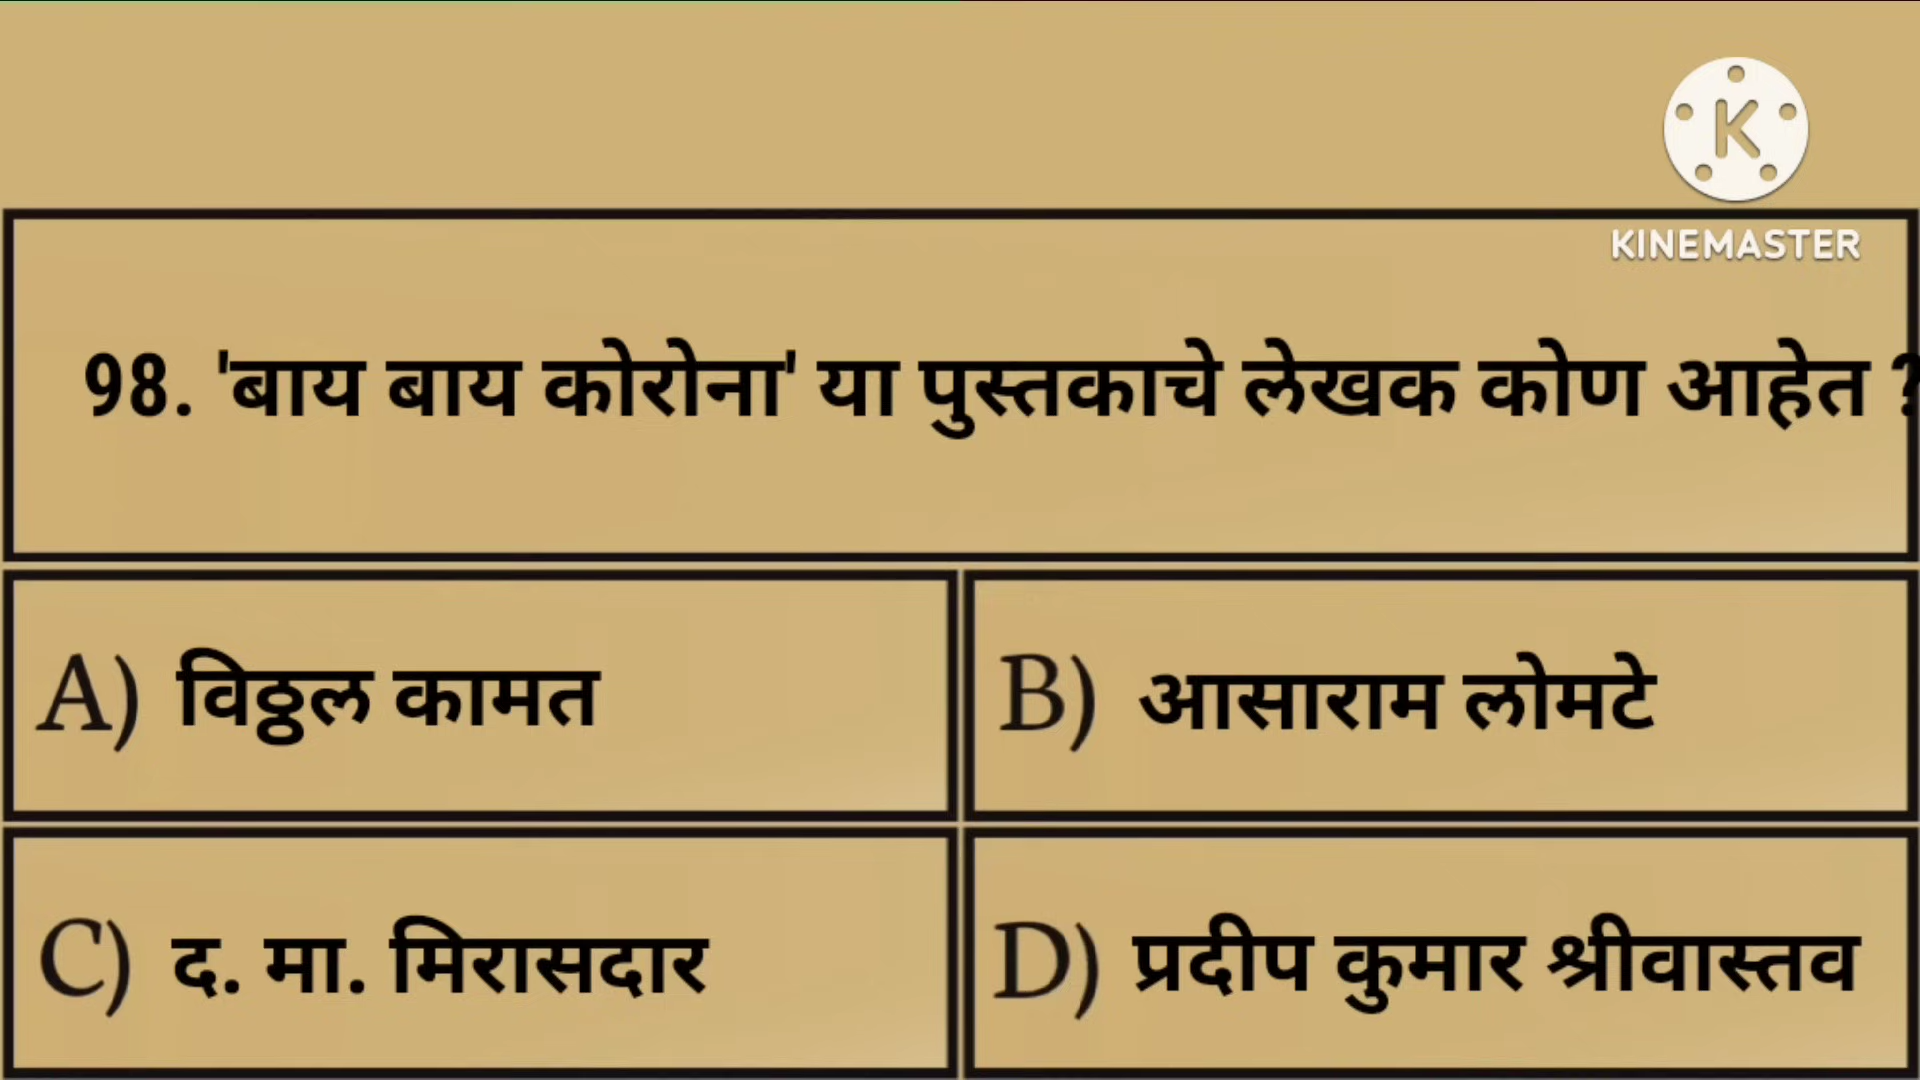 K
KINEMASTER
98. 'बाय बाय कोरोना' या पुस्तकाचे लेखक कोण आहेत ?
A) विठ्ठल कामत
B) आसाराम लोमटे
C) द. मा. मिरासदार
D) प्रदीप कुमार श्रीवास्तव